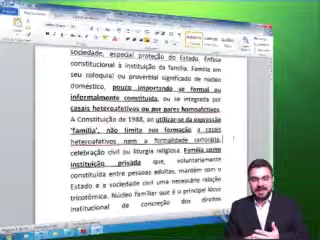 sociedade, especial proteção do Estado. Ênfase
constitucional à instituição da família. Família em
seu coloquial ou proverbial significado de núcleo
doméstico, pouco importando se formal ou
informalmente constituída, ou se integrada por
casais heteroafetivos ou por pares homoafetivos.
A Constituição de 1988, ao utilizar-se da expressão
'família', não limita sua formação a casais
heteroafetivos nem a formalidade cartorária,
celebração civil ou liturgia religiosa. Família como
instituição privada que, voluntariamente
constituída entre pessoas adultas, mantém com o
Estado e a sociedade civil uma necessária relação
tricotômica. Núcleo familiar que é o principal lócus
institucional de concreção dos direitos